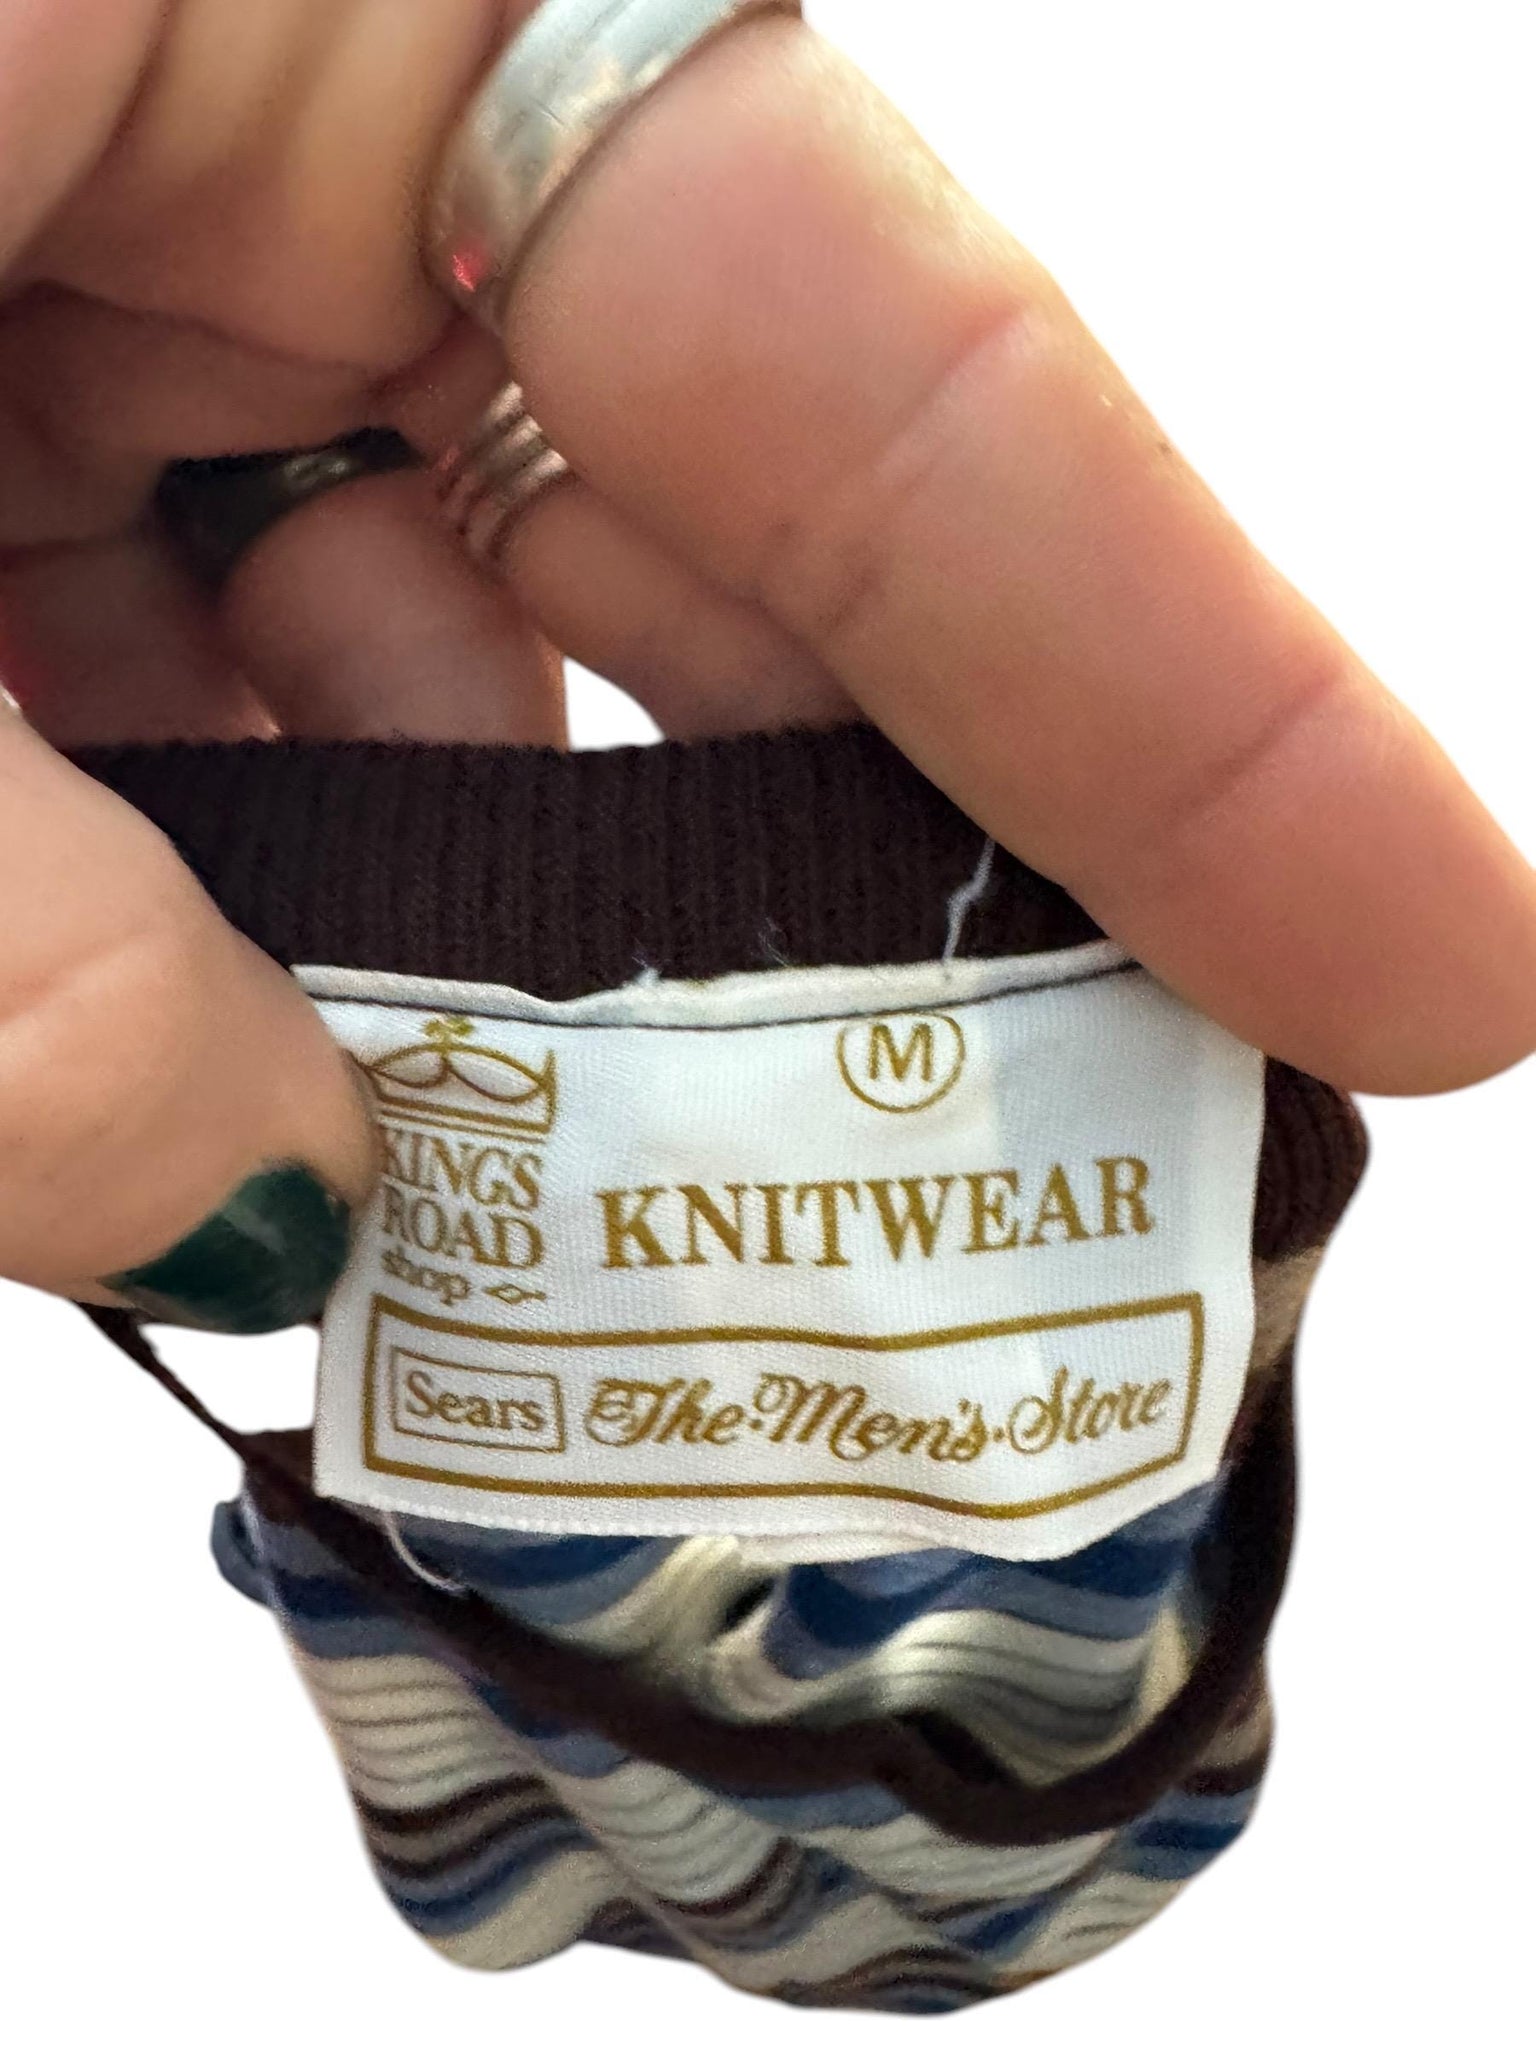 M
KINGS
ROAD
shop
KNITWEAR
Sears The Men's Store